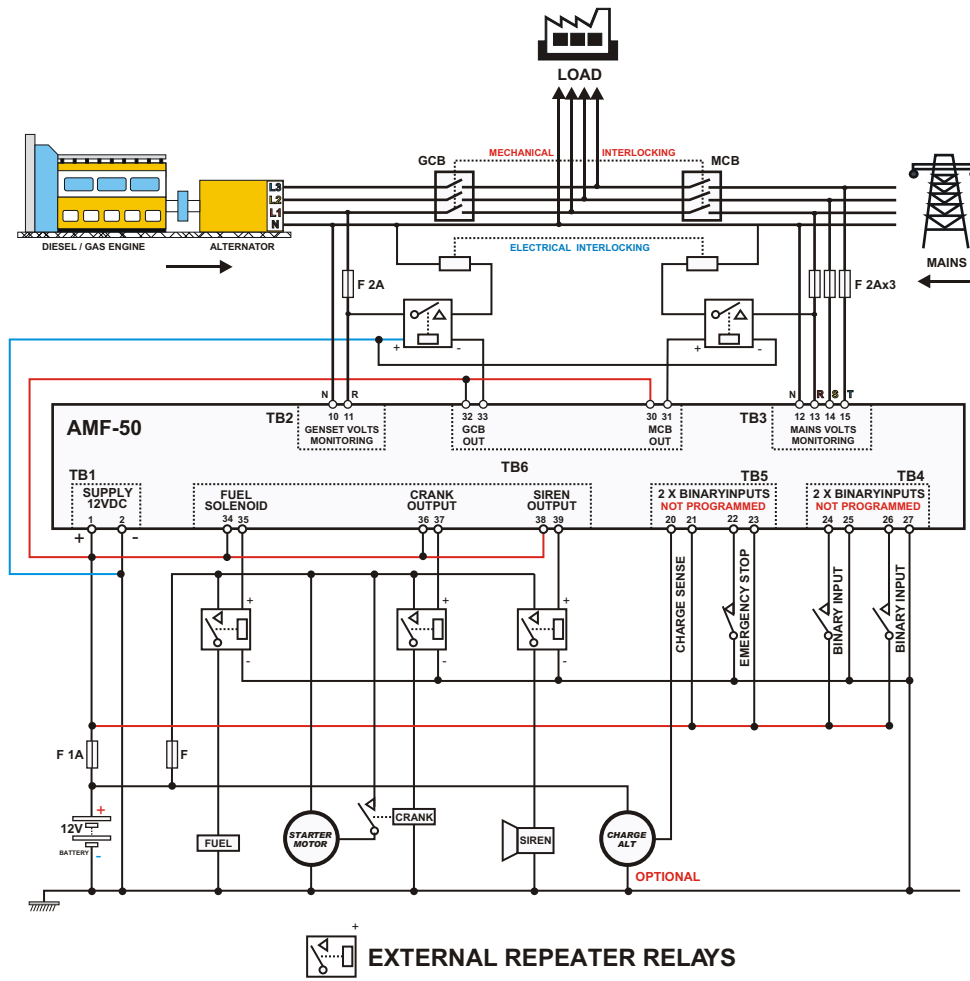 LOAD
GCB
MECHANICAL INTERLOCKING
MCB
L3
L2
L1
N
DIESEL / GAS ENGINE
ALTERNATOR
ELECTRICAL INTERLOCKING
MAINS
F 2A
F 2Ax3
+ -
+ -
N R
N R S T
AMF-50
TB2
10 11
GENSET VOLTS
MONITORING
32 33
GCB
OUT
30 31
MCB
OUT
TB3
12 13 14 15
MAINS VOLTS
MONITORING
TB1
SUPPLY
12VDC
1 2
+ -
TB6
FUEL
SOLENOID
34 35
CRANK
OUTPUT
36 37
SIREN
OUTPUT
38 39
TB5
2 X BINARYINPUTS
NOT PROGRAMMED
20 21 22 23
TB4
2 X BINARYINPUTS
NOT PROGRAMMED
24 25 26 27
CHARGE SENSE
EMERGENCY STOP
BINARY INPUT
BINARY INPUT
+
-
+
-
+
-
F 1A
F
+
12V
BATTERY
-
FUEL
STARTER
MOTOR
CRANK
SIREN
CHARGE
ALT
OPTIONAL
+
EXTERNAL REPEATER RELAYS